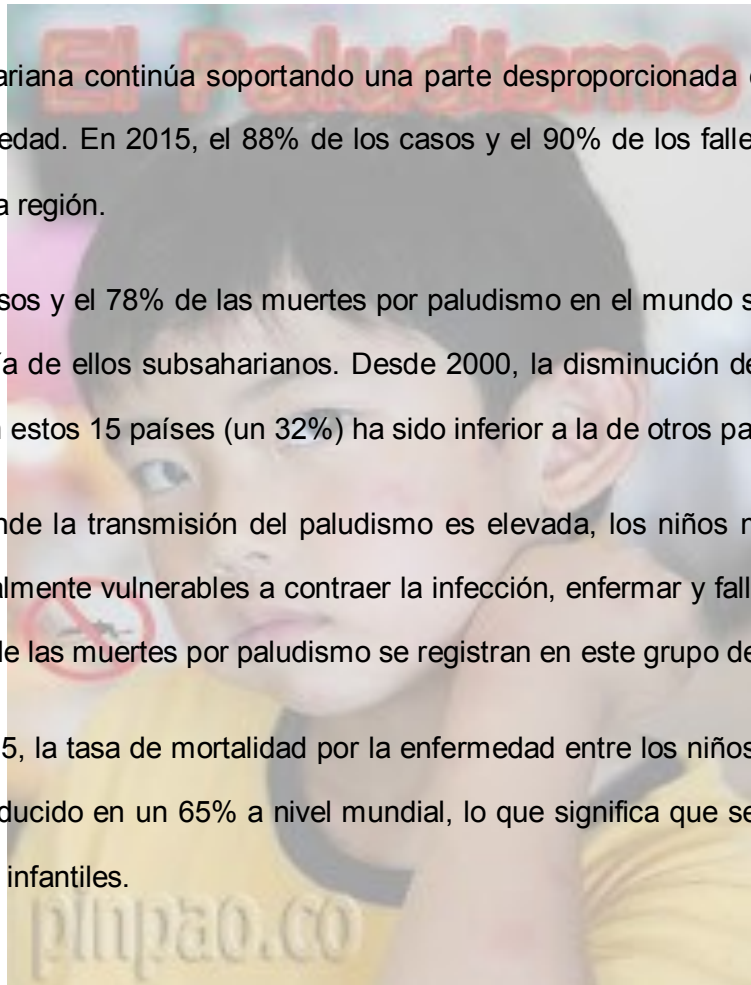 El Paludismo
ariana continúa soportando una parte desproporcionada
edad. En 2015, el 88% de los casos y el 90% de los falle
a región.
sos y el 78% de las muertes por paludismo en el mundo s
ía de ellos subsaharianos. Desde 2000, la disminución de
estos 15 países (un 32%) ha sido inferior a la de otros pa
nde la transmisión del paludismo es elevada, los niños
almente vulnerables a contraer la infección, enfermar y fall
de las muertes por paludismo se registran en este grupo de
5, la tasa de mortalidad por la enfermedad entre los niños
ducido en un 65% a nivel mundial, lo que significa que se
infantiles.
pinpao.co